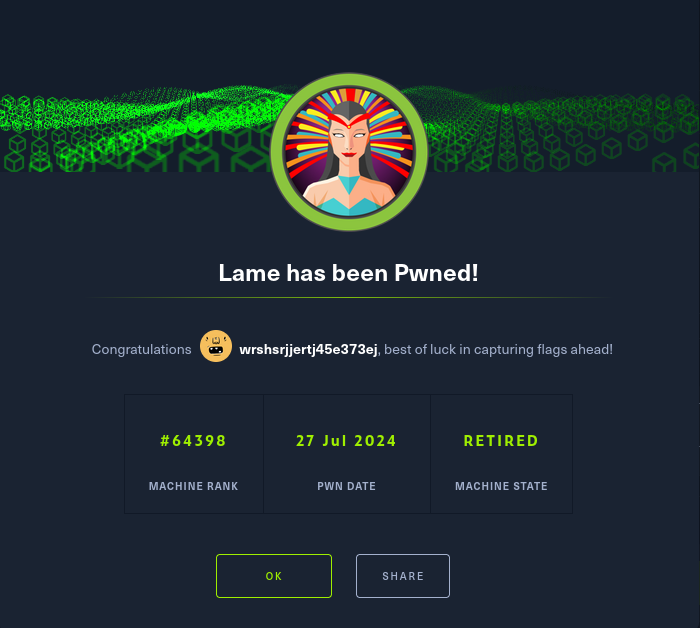 Lame has been Pwned!
Congratulations wrshsrjjertj45e373ej, best of luck in capturing flags ahead!
#64398 27 Jul 2024 RETIRED
MACHINE RANK PWN DATE MACHINE STATE
OK SHARE